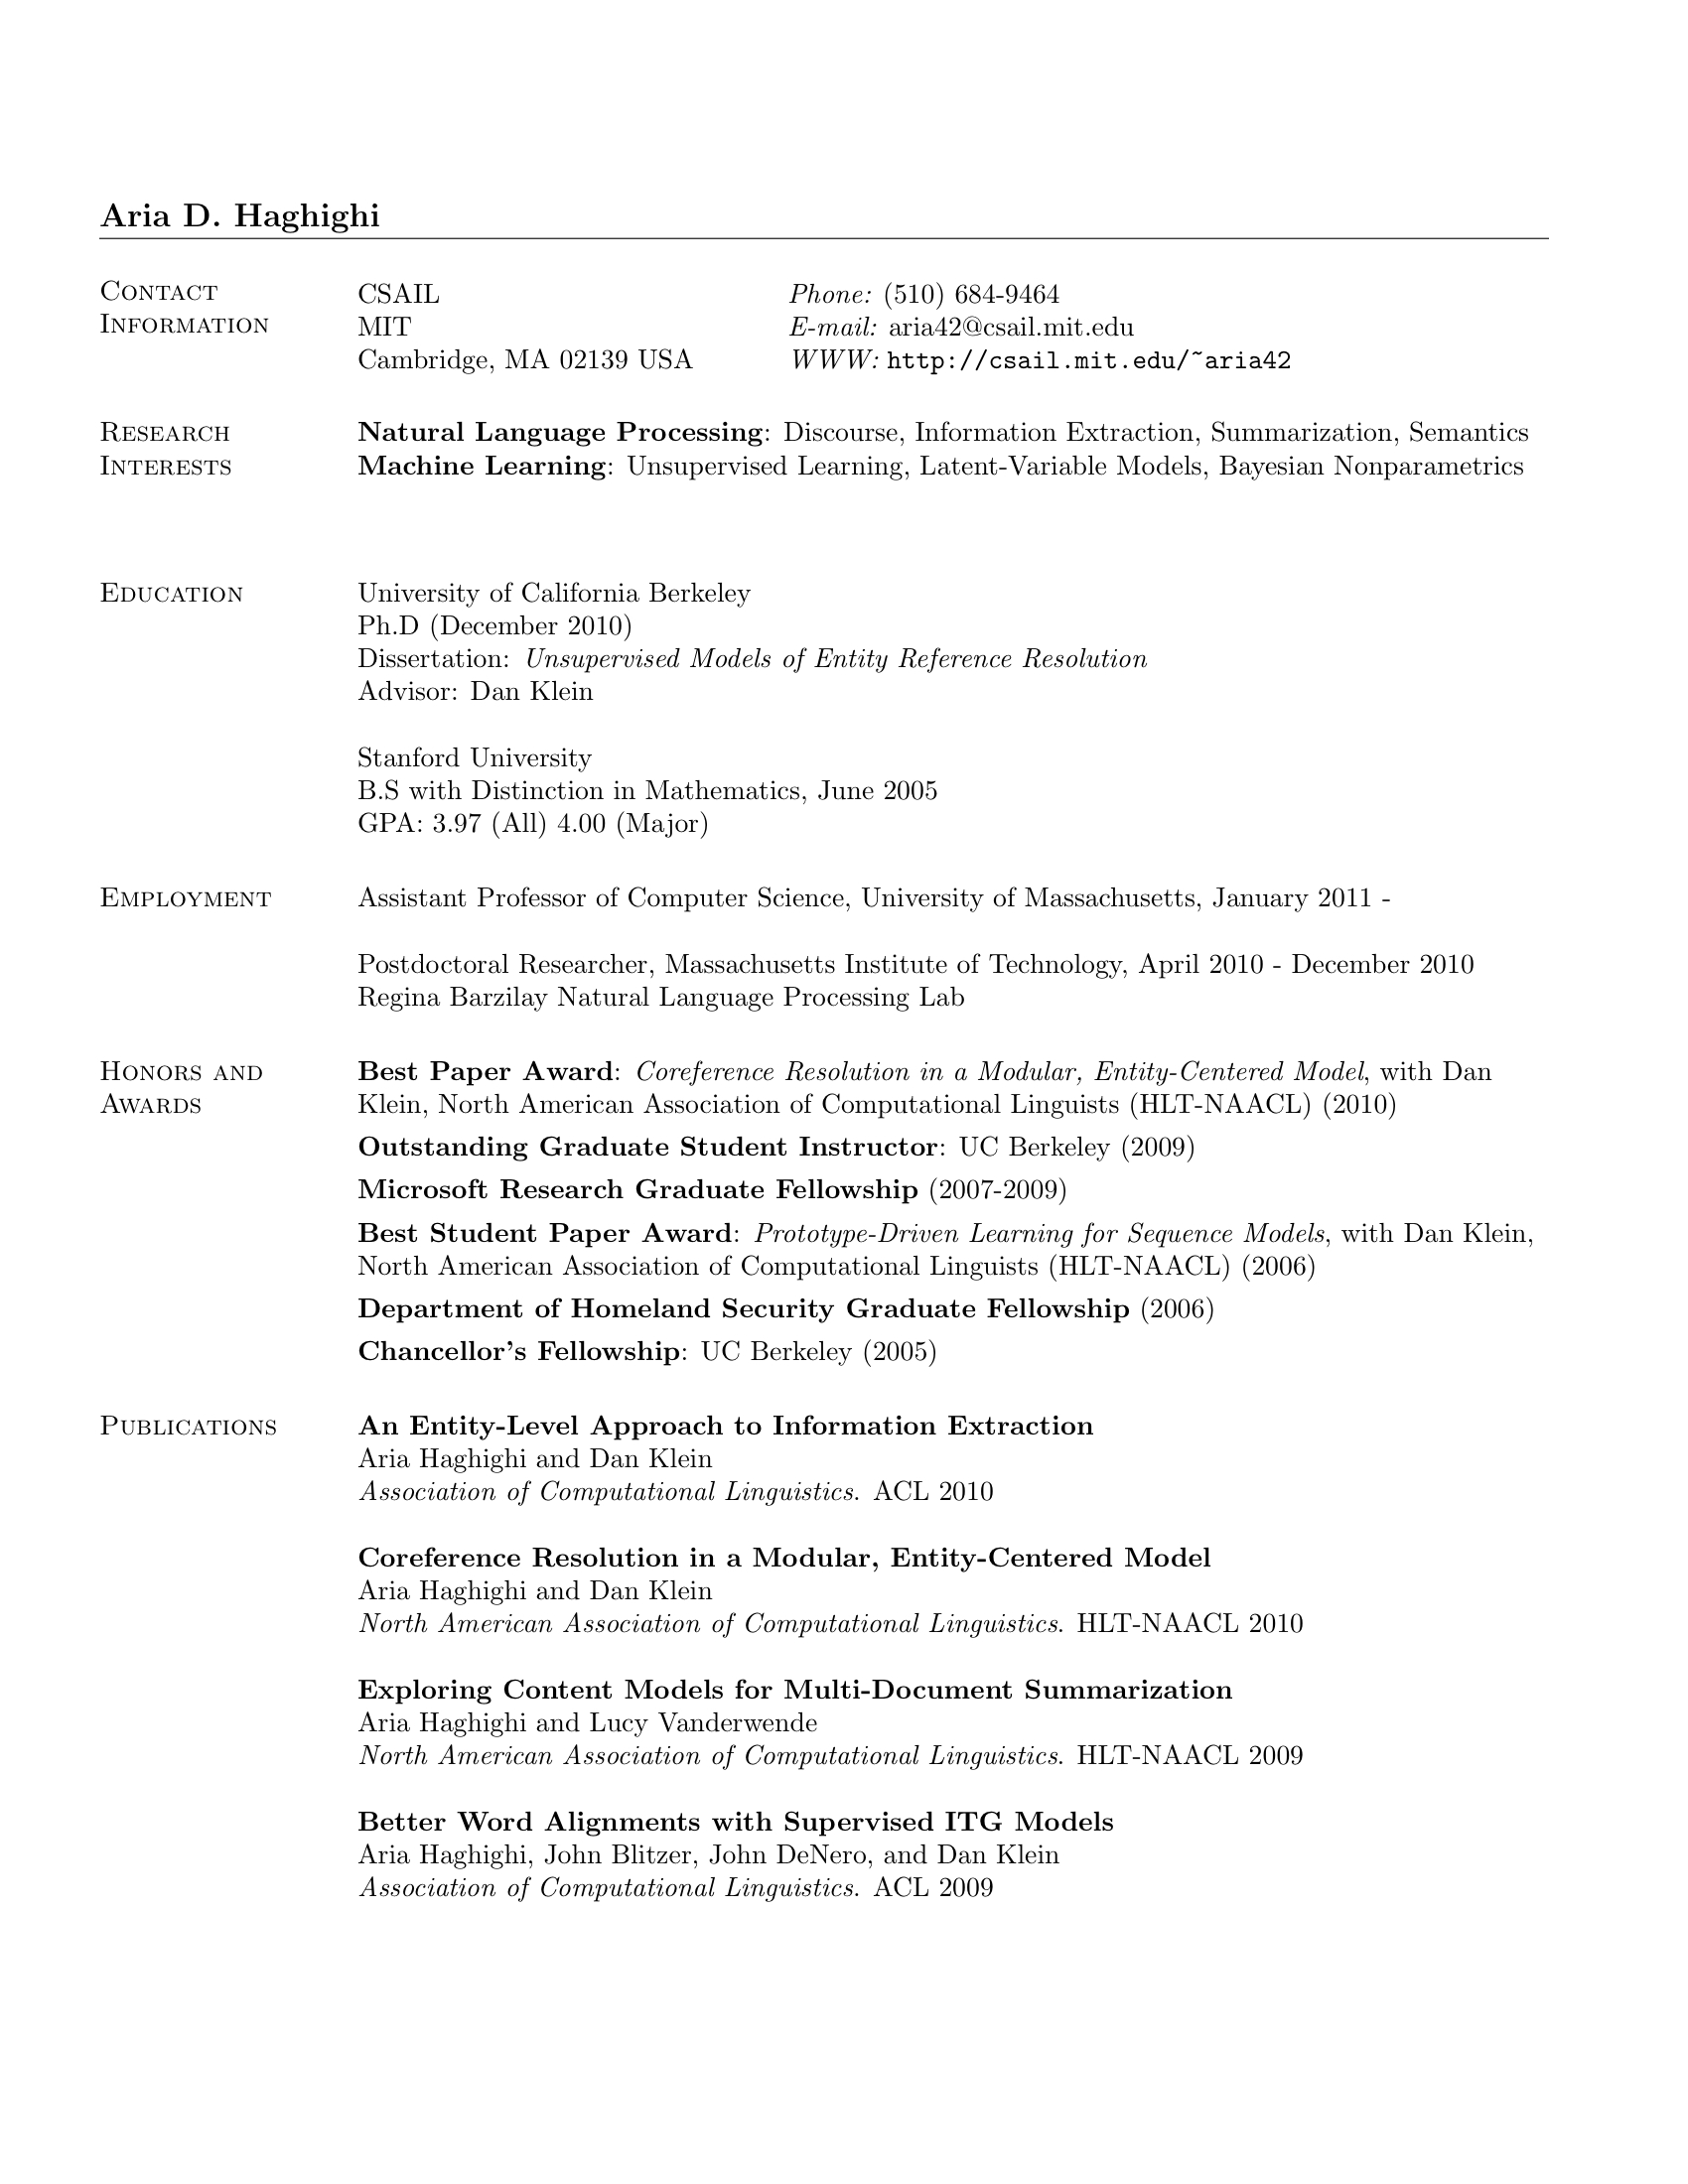 Aria D. Haghighi
Contact
Information
CSAIL
MIT
Cambridge, MA 02139 USA
Phone: (510) 684-9464
E-mail: aria42@csail.mit.edu
WWW: http://csail.mit.edu/~aria42
Research
Interests
Natural Language Processing: Discourse, Information Extraction, Summarization, Semantics
Machine Learning: Unsupervised Learning, Latent-Variable Models, Bayesian Nonparametrics
Education
University of California Berkeley
Ph.D (December 2010)
Dissertation: Unsupervised Models of Entity Reference Resolution
Advisor: Dan Klein
Stanford University
B.S with Distinction in Mathematics, June 2005
GPA: 3.97 (All) 4.00 (Major)
Employment
Assistant Professor of Computer Science, University of Massachusetts, January 2011 -
Postdoctoral Researcher, Massachusetts Institute of Technology, April 2010 - December 2010
Regina Barzilay Natural Language Processing Lab
Honors and
Awards
Best Paper Award: Coreference Resolution in a Modular, Entity-Centered Model, with Dan
Klein, North American Association of Computational Linguists (HLT-NAACL) (2010)
Outstanding Graduate Student Instructor: UC Berkeley (2009)
Microsoft Research Graduate Fellowship (2007-2009)
Best Student Paper Award: Prototype-Driven Learning for Sequence Models, with Dan Klein,
North American Association of Computational Linguists (HLT-NAACL) (2006)
Department of Homeland Security Graduate Fellowship (2006)
Chancellor's Fellowship: UC Berkeley (2005)
Publications
An Entity-Level Approach to Information Extraction
Aria Haghighi and Dan Klein
Association of Computational Linguistics. ACL 2010
Coreference Resolution in a Modular, Entity-Centered Model
Aria Haghighi and Dan Klein
North American Association of Computational Linguistics. HLT-NAACL 2010
Exploring Content Models for Multi-Document Summarization
Aria Haghighi and Lucy Vanderwende
North American Association of Computational Linguistics. HLT-NAACL 2009
Better Word Alignments with Supervised ITG Models
Aria Haghighi, John Blitzer, John DeNero, and Dan Klein
Association of Computational Linguistics. ACL 2009